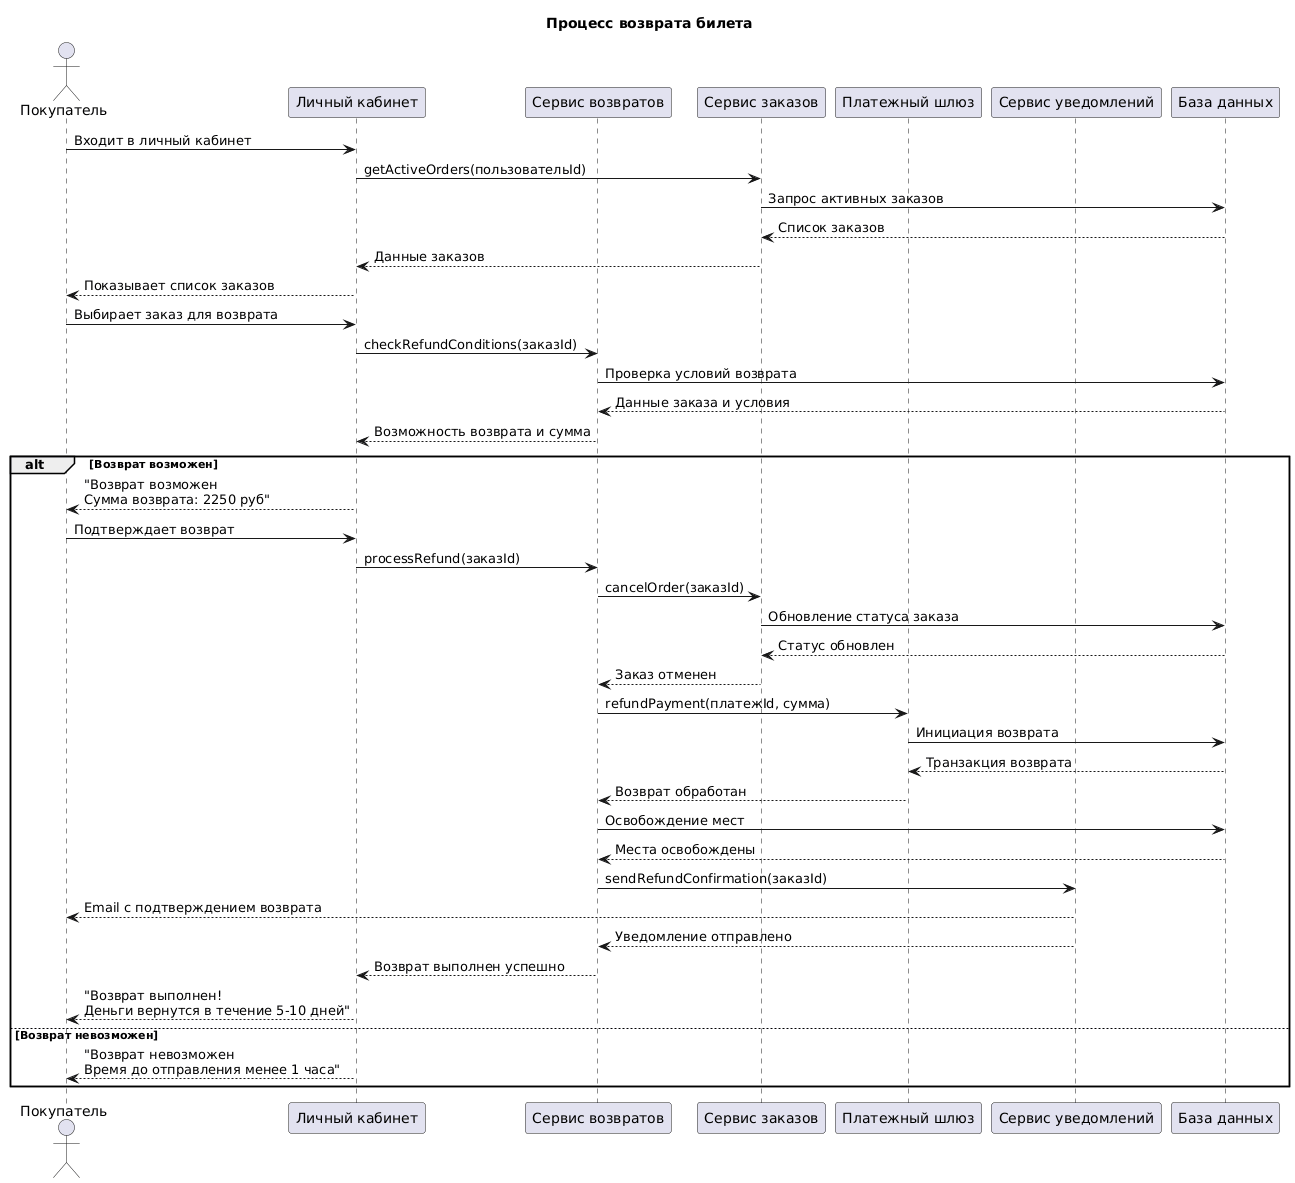 Процесс возврата билета
Покупатель
Личный кабинет
Сервис возвратов
Сервис заказов
Платежный шлюз
Сервис уведомлений
База данных
Входит в личный кабинет
getActiveOrders(пользовательId)
Запрос активных заказов
Список заказов
Данные заказов
Показывает список заказов
Выбирает заказ для возврата
checkRefundConditions(заказId)
Проверка условий возврата
Данные заказа и условия
Возможность возврата и сумма
alt
[Возврат возможен]
"Возврат возможен
Сумма возврата: 2250 руб"
Подтверждает возврат
processRefund(заказId)
cancelOrder(заказId)
Обновление статуса заказа
Статус обновлен
Заказ отменен
refundPayment(платежId, сумма)
Инициация возврата
Транзакция возврата
Возврат обработан
Освобождение мест
Места освобождены
sendRefundConfirmation(заказId)
Email с подтверждением возврата
Уведомление отправлено
Возврат выполнен успешно
"Возврат выполнен!
Деньги вернутся в течение 5-10 дней"
[Возврат невозможен]
"Возврат невозможен
Время до отправления менее 1 часа"
Покупатель
Личный кабинет
Сервис возвратов
Сервис заказов
Платежный шлюз
Сервис уведомлений
База данных